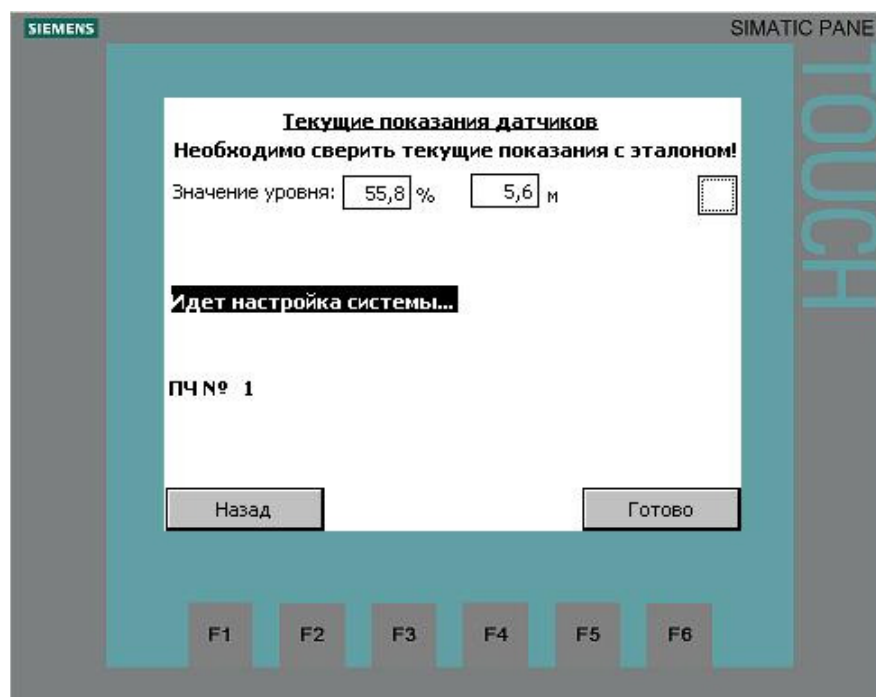 SIEMENS
SIMATIC PANE
TOUCH
Текущие показания датчиков
Необходимо сверить текущие показания с эталоном!
Значение уровня: 55,8 % 5,6 м
Идет настройка системы...
ПЧ № 1
Назад Готово
F1 F2 F3 F4 F5 F6